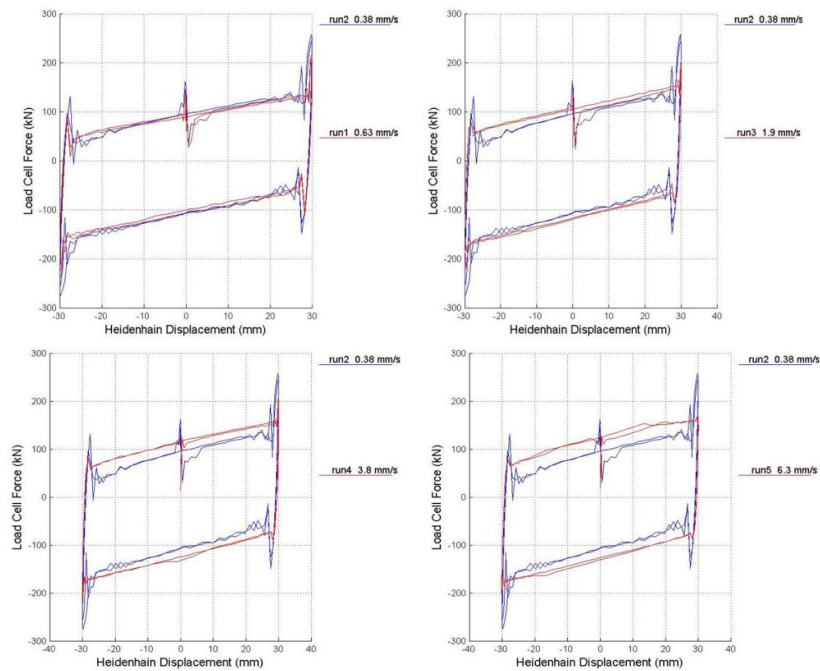 300
200
100
0
-100
-200
-300
-30 -20 -10 0 10 20 30
Load Cell Force (kN)
Heidenhain Displacement (mm)
run2 0.38 mm/s
run1 0.63 mm/s
300
200
100
0
-100
-200
-300
-30 -20 -10 0 10 20 30 40
Load Cell Force (kN)
Heidenhain Displacement (mm)
run2 0.38 mm/s
run3 1.9 mm/s
300
200
100
0
-100
-200
-300
-40 -30 -20 -10 0 10 20 30 40
Load Cell Force (kN)
Heidenhain Displacement (mm)
run2 0.38 mm/s
run4 3.8 mm/s
300
200
100
0
-100
-200
-300
-40 -30 -20 -10 0 10 20 30 40
Load Cell Force (kN)
Heidenhain Displacement (mm)
run2 0.38 mm/s
run5 6.3 mm/s